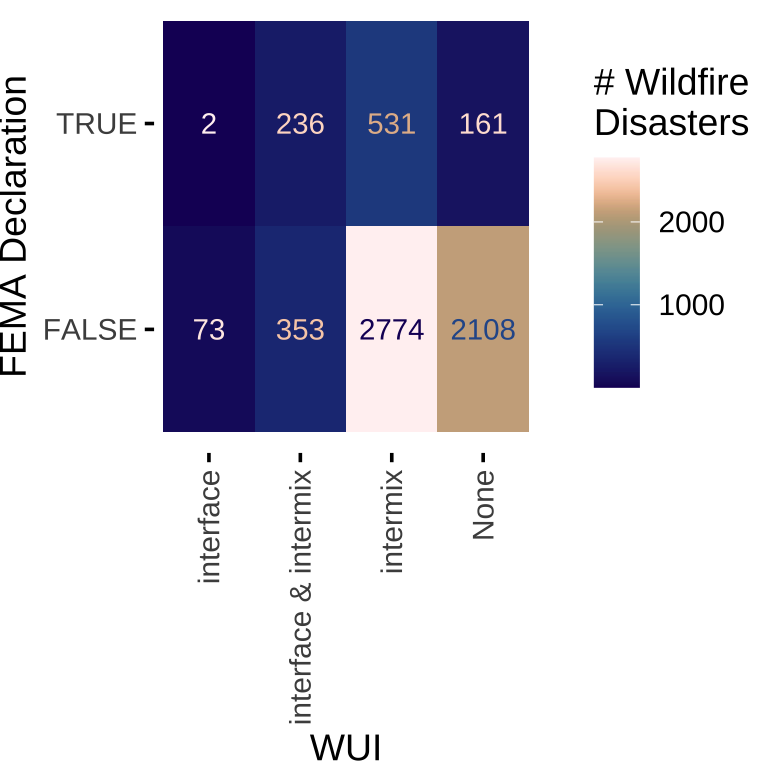 FEMA Declaration
TRUE
2
236
531
161
FALSE
73
353
2774
2108
interface
interface & intermix
intermix
None
WUI
# Wildfire
Disasters
2000
1000